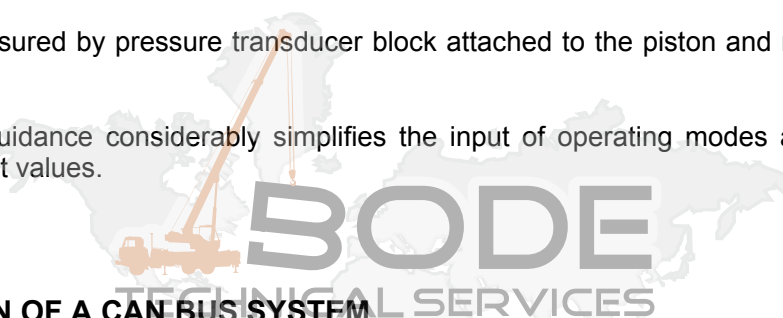 sured by pressure transducer block attached to the piston and
uidance considerably simplifies the input of operating modes
t values.
BODE
TECHNICAL SERVICES
N OF A CAN BUS SYSTEM